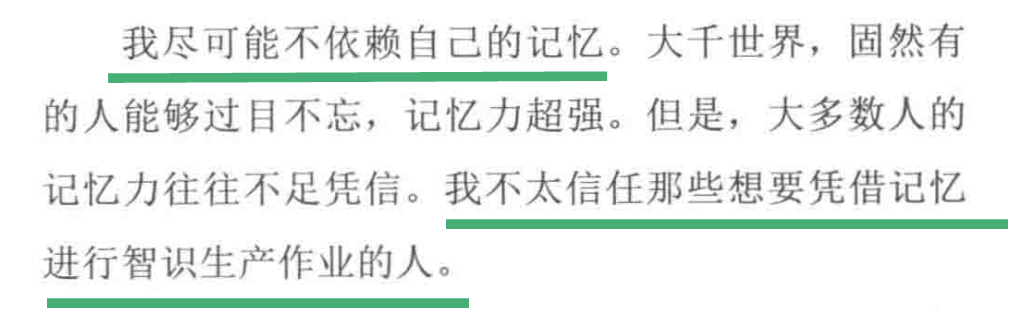 我尽可能不依赖自己的记忆。大千世界，固然有
的人能够过目不忘，记忆力超强。但是，大多数人的
记忆力往往不足凭信。我不太信任那些想要凭借记忆
进行智识生产作业的人。